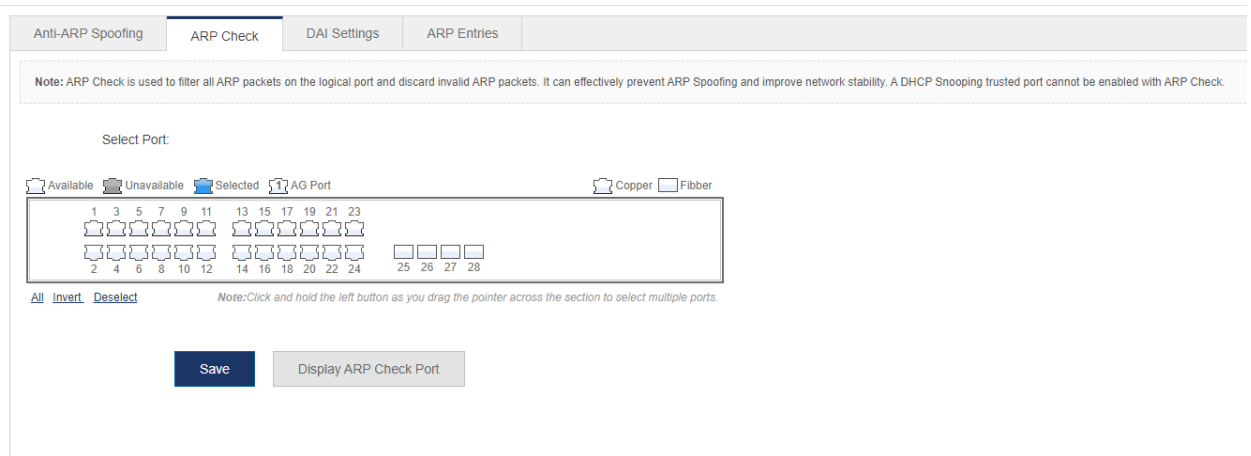 Anti-ARP Spoofing ARP Check DAI Settings ARP Entries
Note: ARP Check is used to filter all ARP packets on the logical port and discard invalid ARP packets. It can effectively prevent ARP Spoofing and improve network stability. A DHCP Snooping trusted port cannot be enabled with ARP Check.
Select Port:
Available Unavailable Selected 1 AG Port Copper Fibber
1 3 5 7 9 11 13 15 17 19 21 23
2 4 6 8 10 12 14 16 18 20 22 24 25 26 27 28
All Invert Deselect Note:Click and hold the left button as you drag the pointer across the section to select multiple ports.
Save Display ARP Check Port